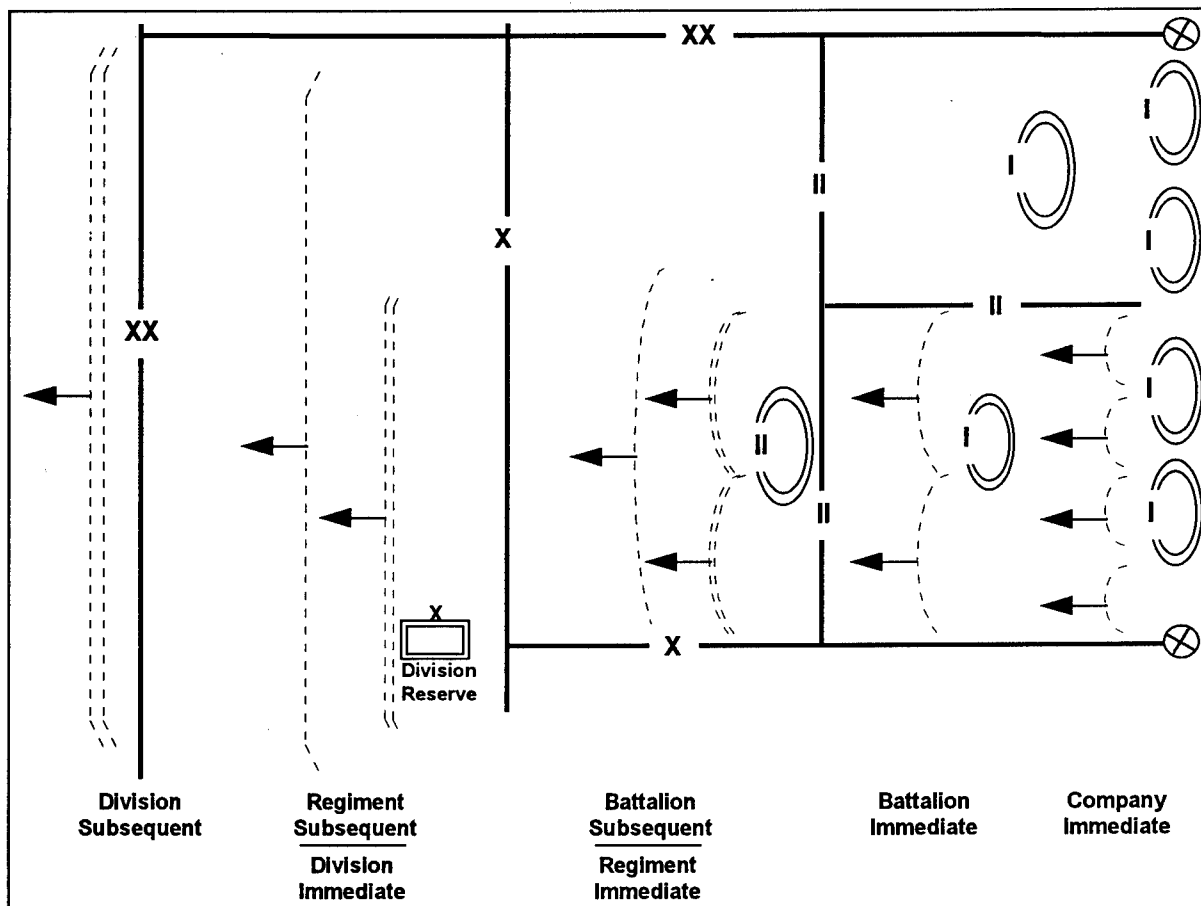 XX
I
I
I
II
X
I
XX
II
I
II
I
I
II
X
X
Division
Reserve
Division
Subsequent
Regiment
Subsequent
Division
Immediate
Battalion
Subsequent
Regiment
Immediate
Battalion
Immediate
Company
Immediate